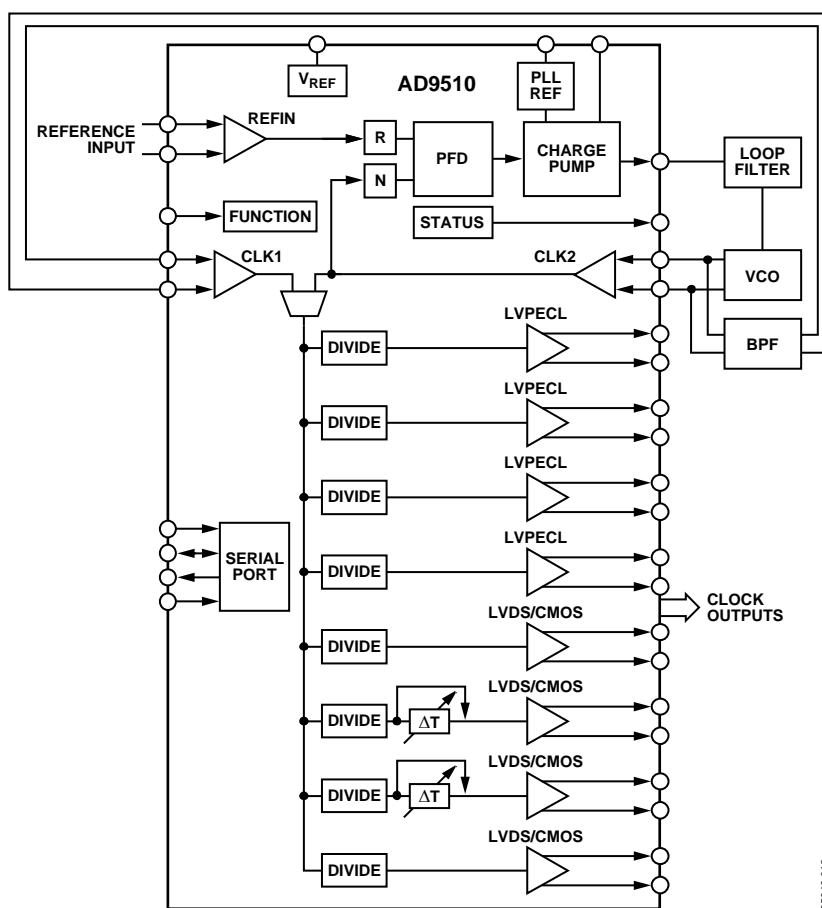 AD9510
VREF
PLL
REF
REFERENCE
INPUT
REFIN
R
N
PFD
CHARGE
PUMP
LOOP
FILTER
FUNCTION
STATUS
CLK1
CLK2
VCO
BPF
LVPECL
DIVIDE
LVPECL
DIVIDE
LVPECL
DIVIDE
LVPECL
DIVIDE
SERIAL
PORT
CLOCK
OUTPUTS
LVDS/CMOS
DIVIDE
LVDS/CMOS
DIVIDE
ΔT
LVDS/CMOS
DIVIDE
ΔT
LVDS/CMOS
DIVIDE